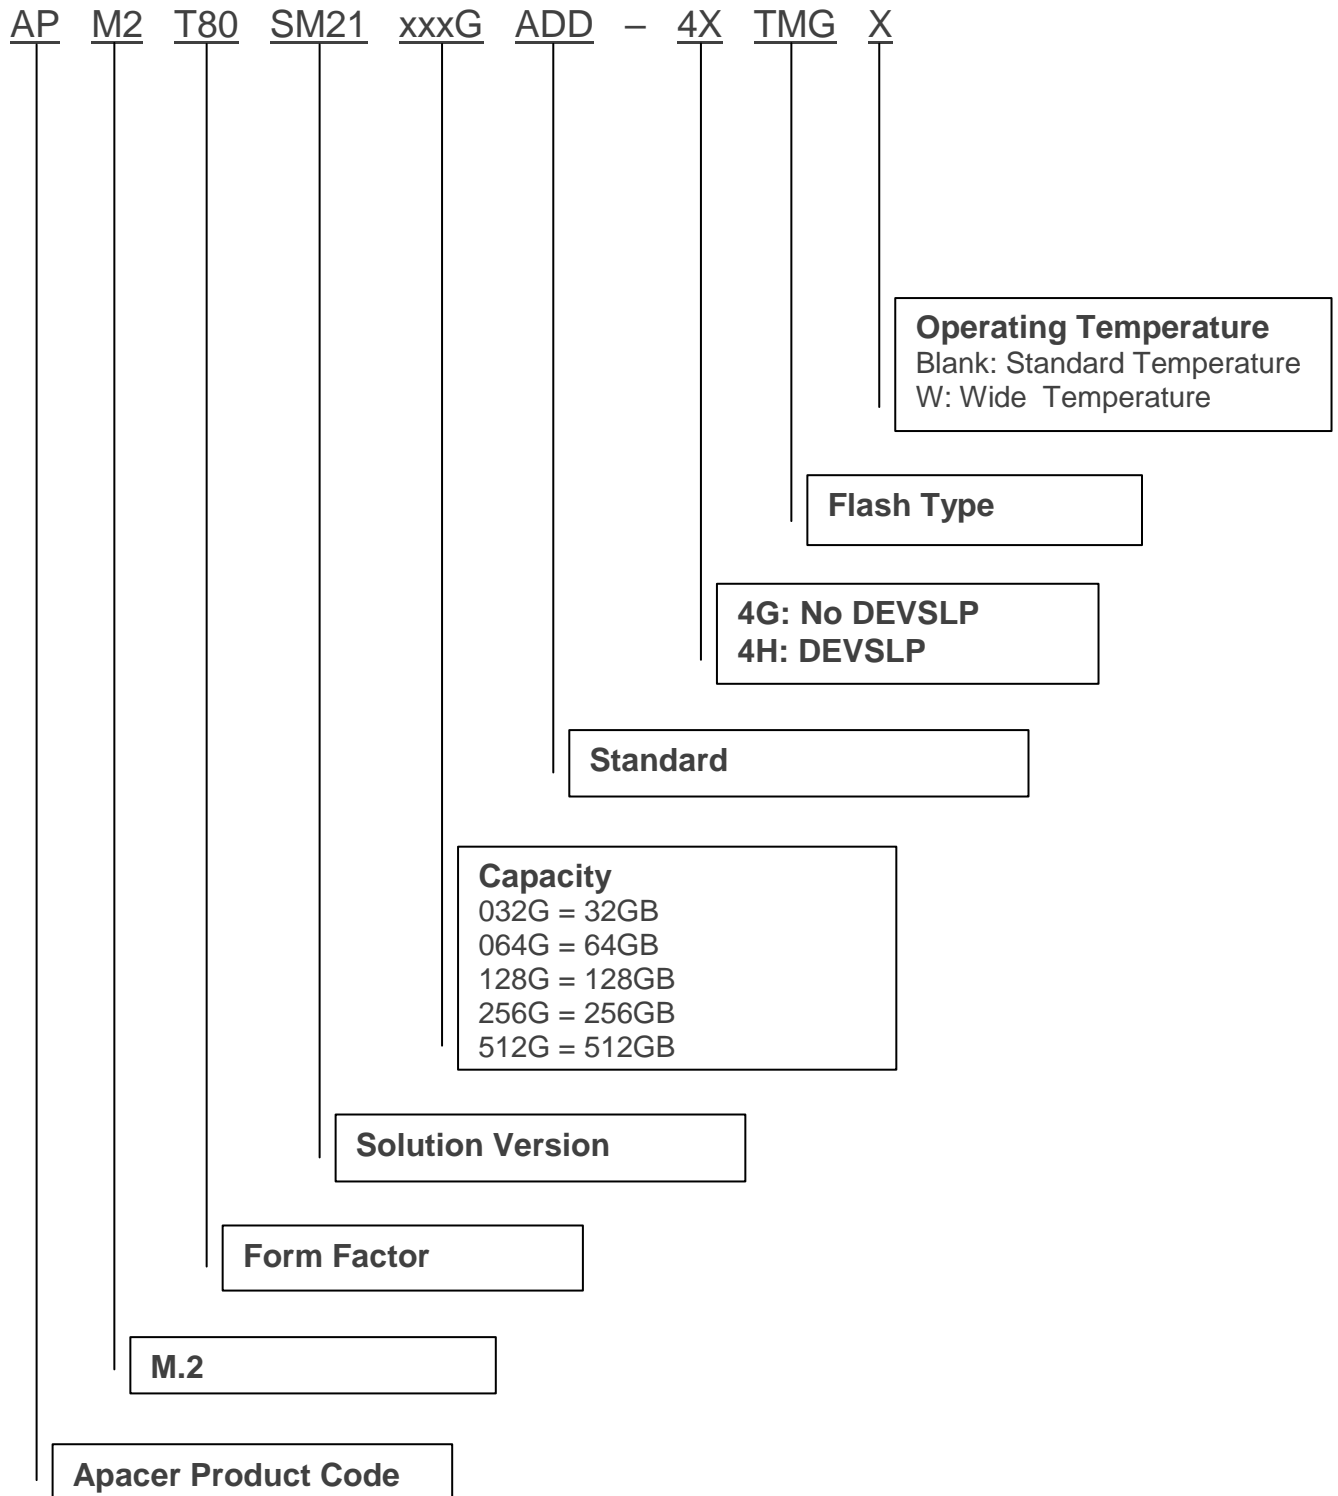 AP M2 T80 SM21 xxxG ADD – 4X TMG X
Operating Temperature
Blank: Standard Temperature
W: Wide Temperature
Flash Type
4G: No DEVSLP
4H: DEVSLP
Standard
Capacity
032G = 32GB
064G = 64GB
128G = 128GB
256G = 256GB
512G = 512GB
Solution Version
Form Factor
M.2
Apacer Product Code